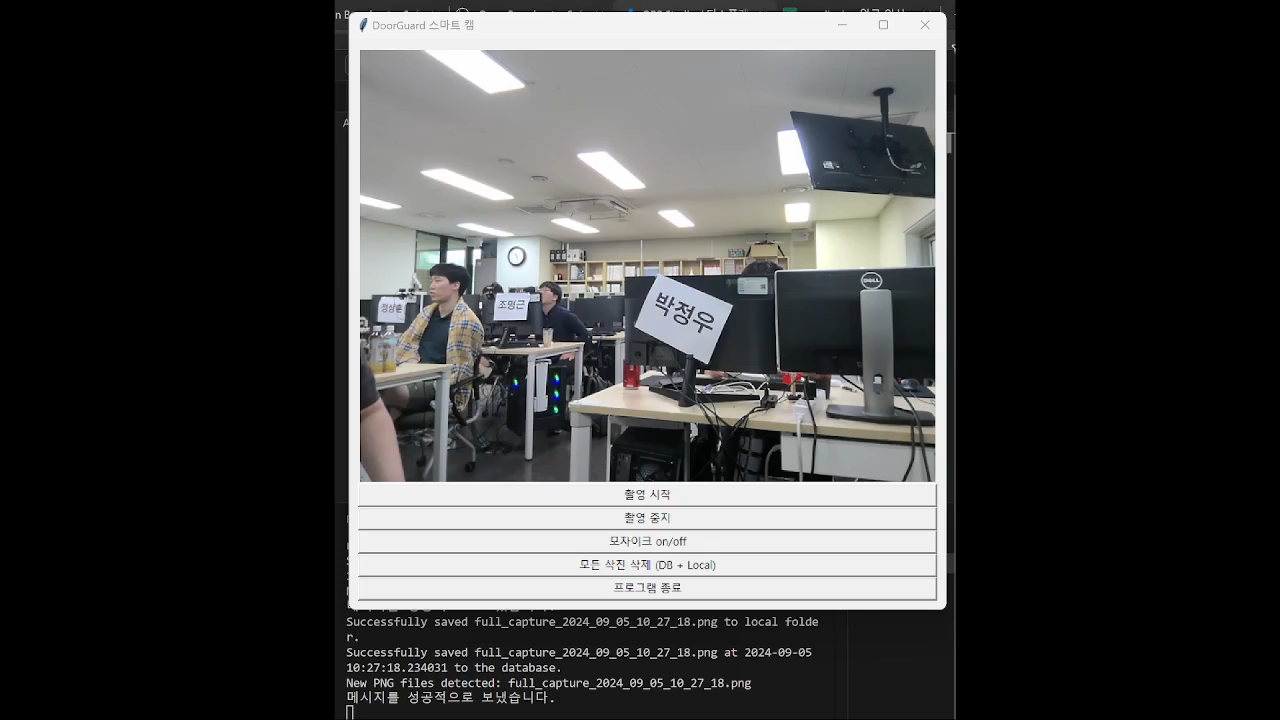 DoorGuard 스마트 캠
DELL
정상훈
조명근
박정우
촬영 시작
촬영 중지
모자이크 on/off
모든 사진 삭제 (DB + Local)
프로그램 종료
Successfully saved full_capture_2024_09_05_10_27_18.png to local folde
r.
Successfully saved full_capture_2024_09_05_10_27_18.png at 2024-09-05
10:27:18.234031 to the database.
New PNG files detected: full_capture_2024_09_05_10_27_18.png
메시지를 성공적으로 보냈습니다.